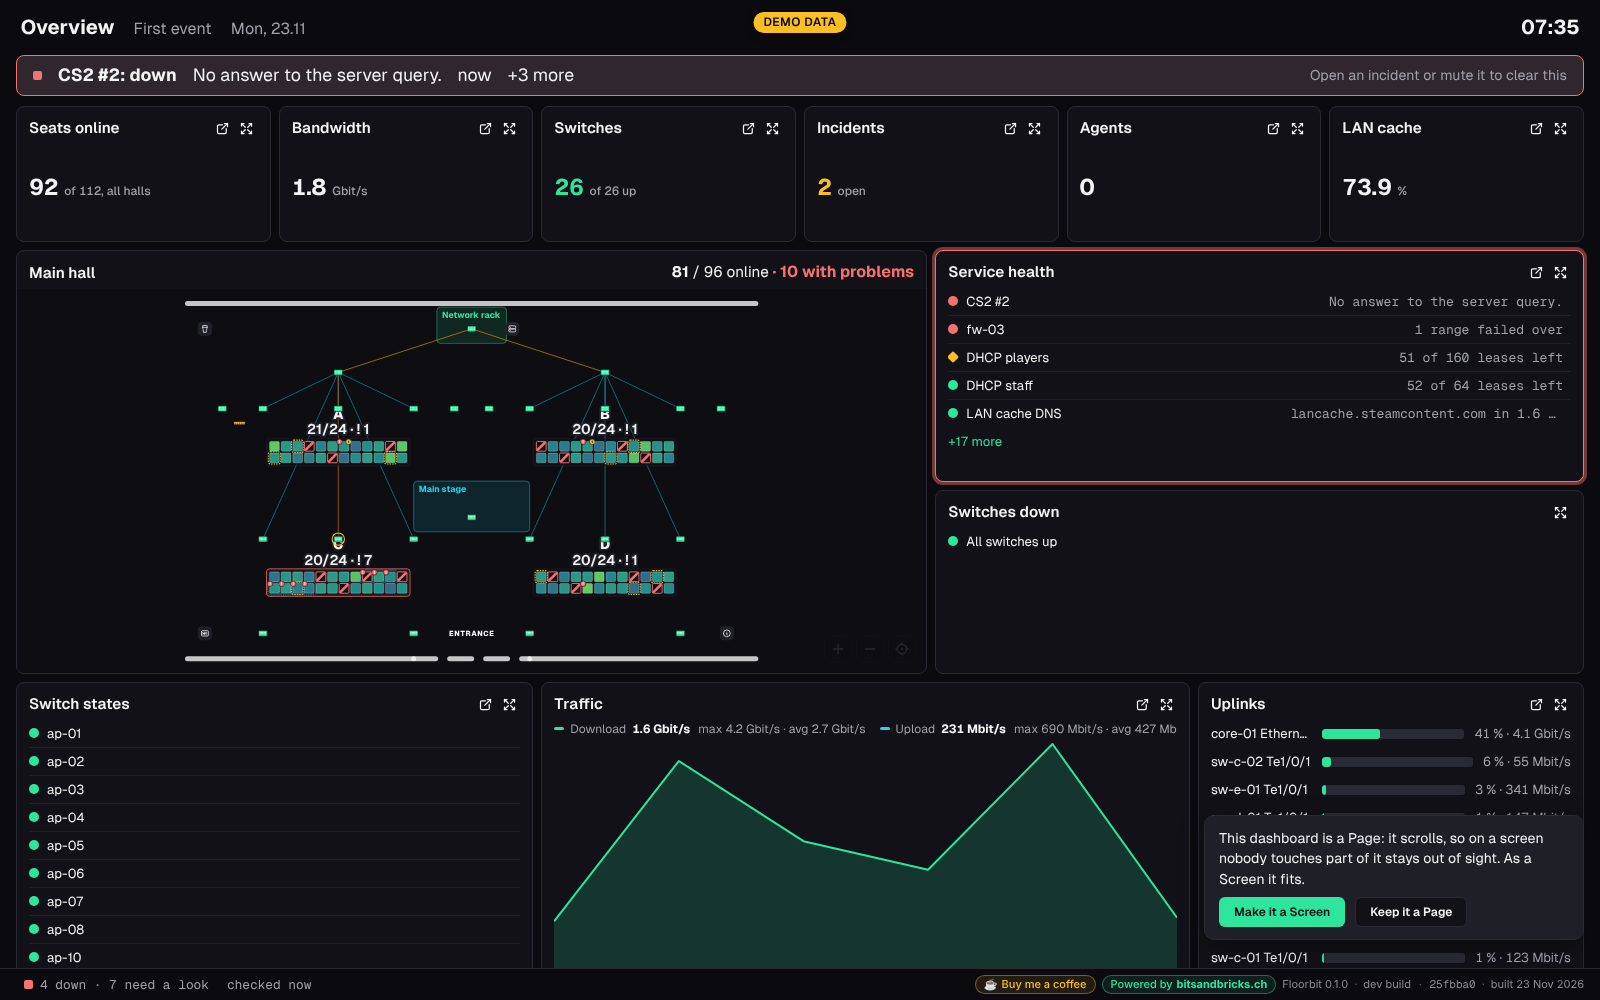 Overview First event Mon, 23.11 DEMO DATA 07:35
CS2 #2: down No answer to the server query. now +3 more Open an incident or mute it to clear this
Seats online
92 of 112, all halls
Bandwidth
1.8 Gbit/s
Switches
26 of 26 up
Incidents
2 open
Agents
0
LAN cache
73.9 %
Main hall 81 / 96 online · 10 with problems
Network rack
A
21/24 · ! 1
B
20/24 · ! 1
Main stage
20/24 · ! 7
D
20/24 · ! 1
ENTRANCE
Service health
CS2 #2 No answer to the server query.
fw-03 1 range failed over
DHCP players 51 of 160 leases left
DHCP staff 52 of 64 leases left
LAN cache DNS lancache.steamcontent.com in 1.6 …
+17 more
Switches down
All switches up
Switch states
ap-01
ap-02
ap-03
ap-04
ap-05
ap-06
ap-07
ap-08
ap-10
Traffic
Download 1.6 Gbit/s max 4.2 Gbit/s · avg 2.7 Gbit/s Upload 231 Mbit/s max 690 Mbit/s · avg 427 Mb
Uplinks
core-01 Ethern… 41 % · 4.1 Gbit/s
sw-c-02 Te1/0/1 6 % · 55 Mbit/s
sw-e-01 Te1/0/1 3 % · 341 Mbit/s
This dashboard is a Page: it scrolls, so on a screen
nobody touches part of it stays out of sight. As a
Screen it fits.
Make it a Screen Keep it a Page
sw-c-01 Te1/0/1 1 % · 123 Mbit/s
4 down · 7 need a look checked now
Buy me a coffee Powered by bitsandbricks.ch Floorbit 0.1.0 · dev build · 25fbba0 · built 23 Nov 2026